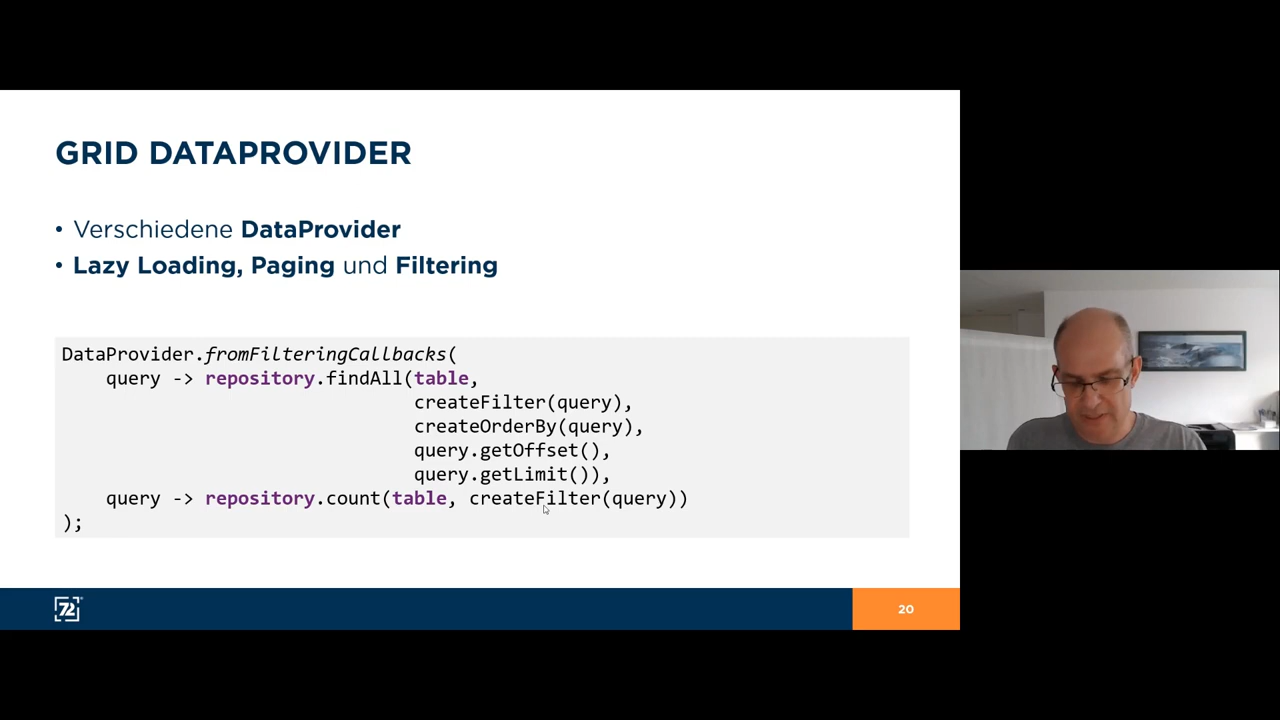 GRID DATAPROVIDER
• Verschiedene DataProvider
• Lazy Loading, Paging und Filtering
DataProvider.fromFilteringCallbacks(
    query -> repository.findAll(table,
                                createFilter(query),
                                createOrderBy(query),
                                query.getOffset(),
                                query.getLimit()),
    query -> repository.count(table, createFilter(query))
);
72
20